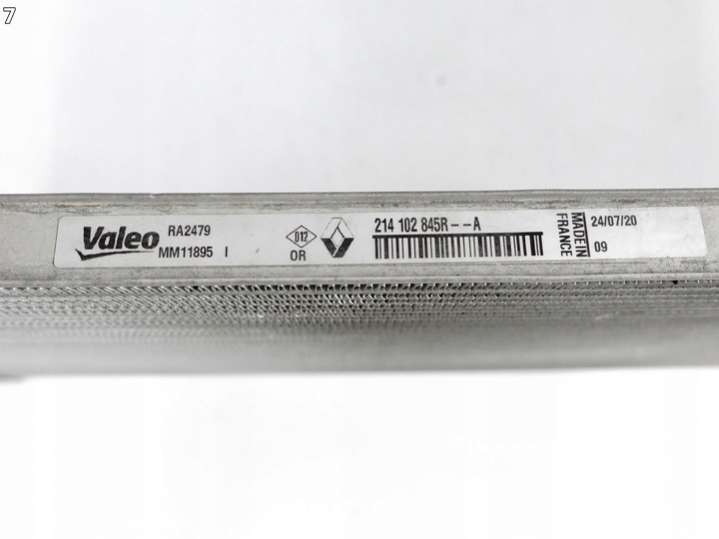 7
Valeo
RA2479
MM11895 I
012
OR
214 102 845R--A
MADE IN
FRANCE
24/07/20
09